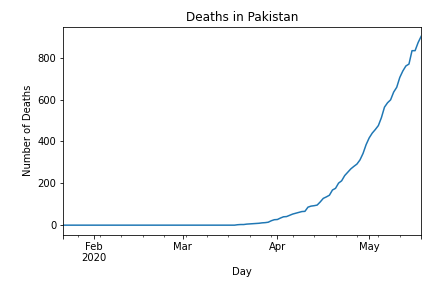 Deaths in Pakistan
Number of Deaths
800
600
400
200
0
Feb
2020
Mar
Apr
May
Day